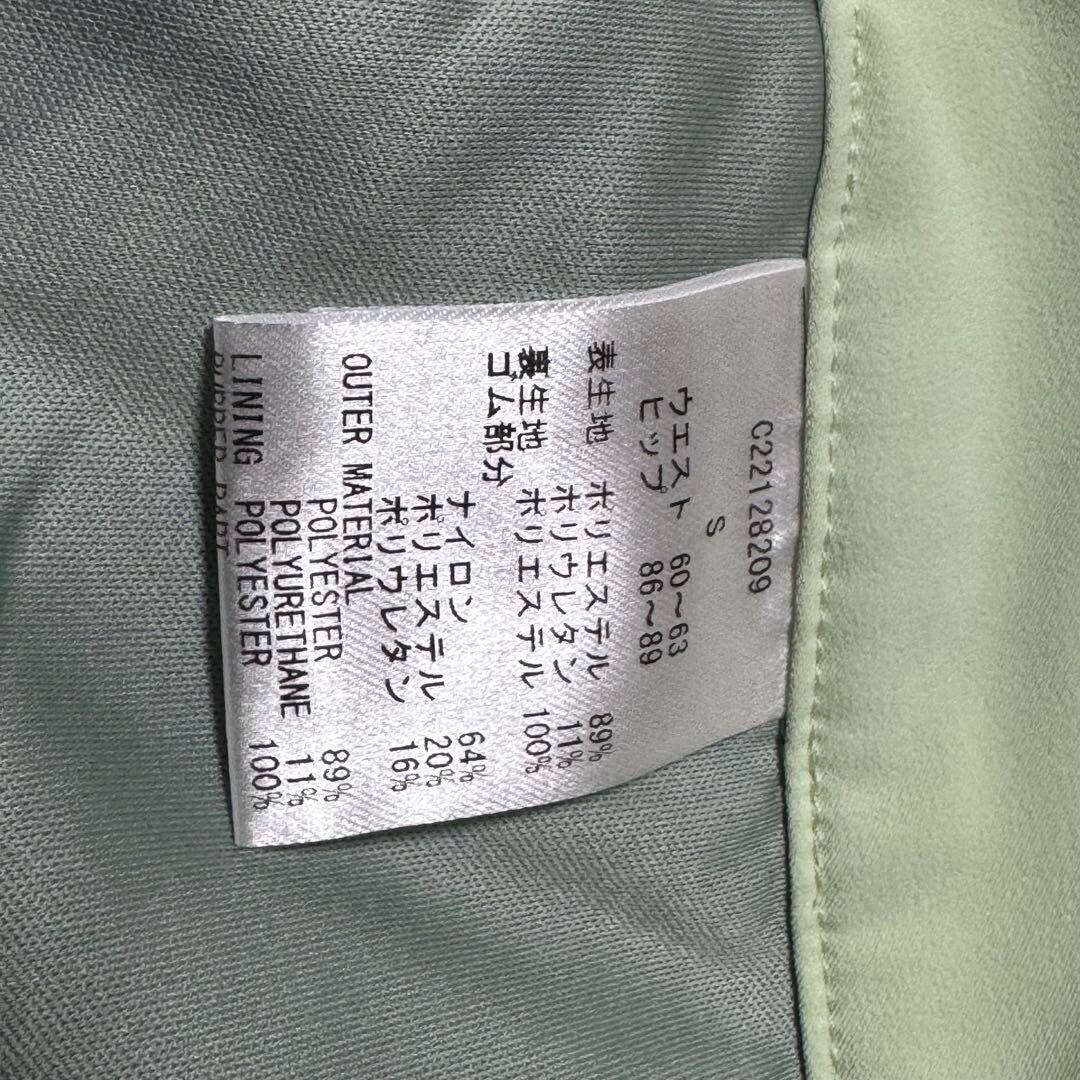 C22128209
S
ウエスト 60～63
ヒップ 86～89
表生地 ポリエステル 89%
ポリウレタン 11%
裏生地 ポリエステル 100%
ゴム部分
ナイロン 64%
ポリエステル 20%
ポリウレタン 16%
OUTER MATERIAL
POLYESTER 89%
POLYURETHANE 11%
LINING POLYESTER 100%
RUBBER PART